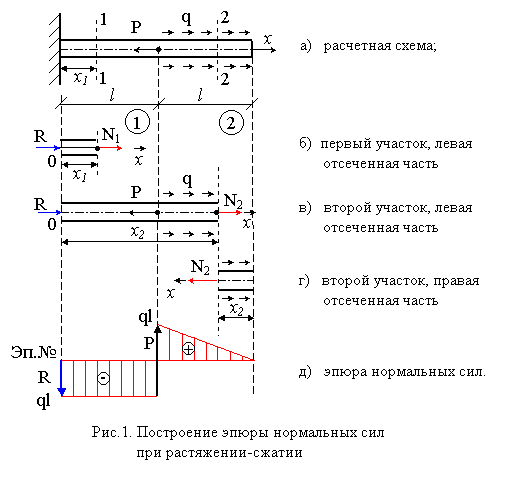 1 2
P q
x
а) расчетная схема;
x₁ 1 2
l l
1 2
R N₁
0 x
x₁
б) первый участок, левая
отсеченная часть
P q
R N₂
0 x
x₂
в) второй участок, левая
отсеченная часть
N₂
x
x₂
г) второй участок, правая
отсеченная часть
ql
P +
Эп.№
R -
ql
д) эпюра нормальных сил.
Рис.1. Построение эпюры нормальных сил
при растяжении-сжатии